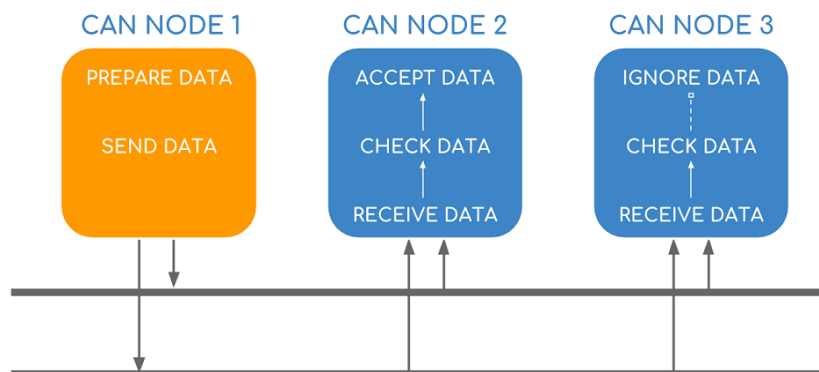 CAN NODE 1
PREPARE DATA
SEND DATA
CAN NODE 2
ACCEPT DATA
CHECK DATA
RECEIVE DATA
CAN NODE 3
IGNORE DATA
CHECK DATA
RECEIVE DATA